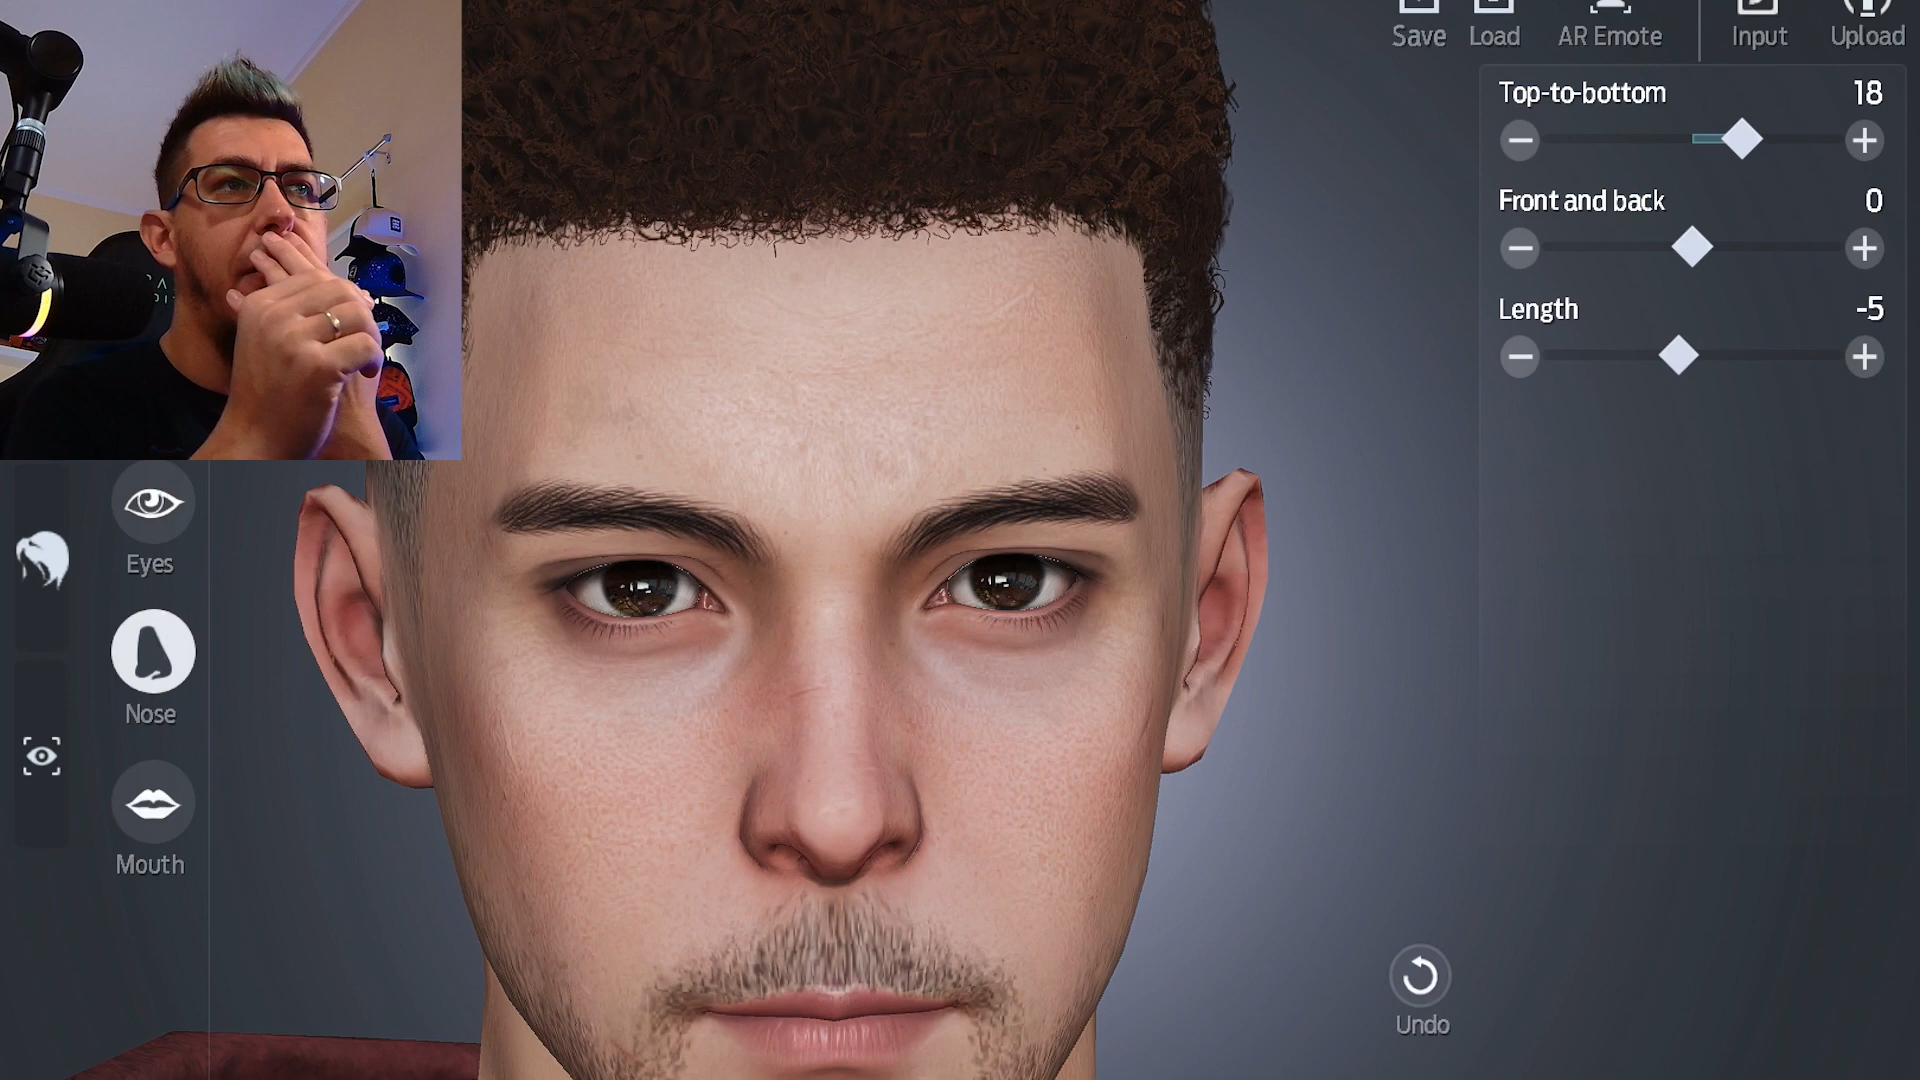 Save Load AR Emote Input Upload
Top-to-bottom 18
Front and back 0
Length -5
Eyes
Nose
Mouth
Undo